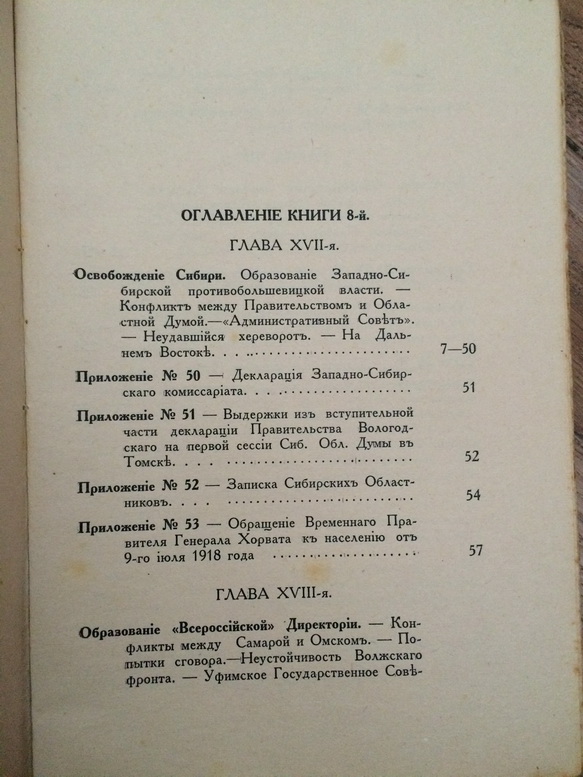 ОГЛАВЛЕНІЕ КНИГИ 8-й.
ГЛАВА XVII-я.
Освобожденіе Сибири. Образованіе Западно-Си-
бирской противобольшевицкой власти. —
Конфликтъ между Правительствомъ и Обла-
стной Думой.—«Административный Совѣтъ».
— Неудавшійся хереворотъ. — На Даль-
немъ Востокѣ. . . . . . . . . . . . . . . . . . . . . . . . . 7—50
Приложеніе № 50 — Декларація Западно-Сибир-
скаго комиссаріата. . . . . . . . . . . . . . . . . . . . . 51
Приложеніе № 51 — Выдержки изъ вступительной
части деклараціи Правительства Вологод-
скаго на первой сессіи Сиб. Обл. Думы въ
Томскѣ. . . . . . . . . . . . . . . . . . . . . . . . . 52
Приложеніе № 52 — Записка Сибирскихъ Област-
никовъ. . . . . . . . . . . . . . . . . . . . . . . . . 54
Приложеніе № 53 — Обращеніе Временнаго Пра-
вителя Генерала Хорвата къ населенію отъ
9-го іюля 1918 года . . . . . . . . . . . . . . . . . 57
ГЛАВА XVIII-я.
Образованіе «Всероссійской» Директоріи. — Кон-
фликты между Самарой и Омскомъ. — По-
пытки сговора.—Неустойчивость Волжскаго
фронта. — Уфимское Государственное Совѣ-